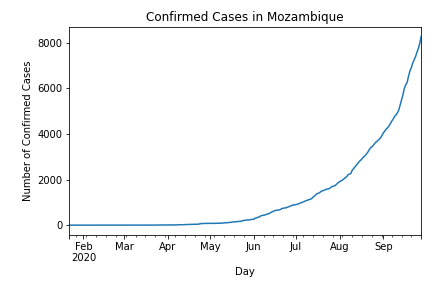 Confirmed Cases in Mozambique
Number of Confirmed Cases
8000
6000
4000
2000
0
Feb Mar Apr May Jun Jul Aug Sep
2020
Day